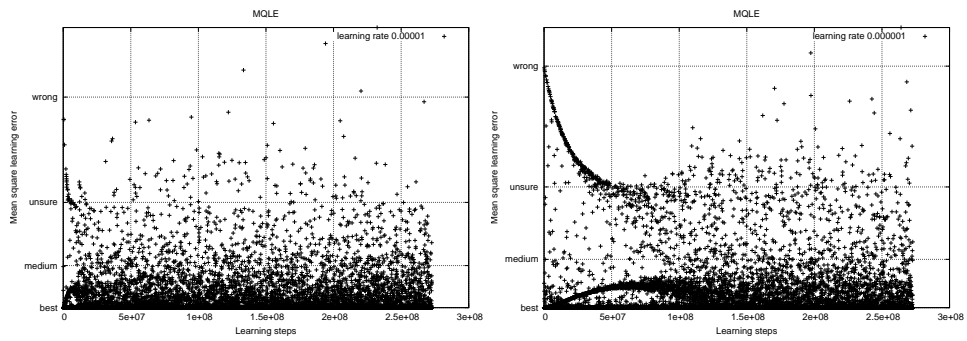 MQLE
learning rate 0.00001
wrong
unsure
medium
best
Mean square learning error
0 5e+07 1e+08 1.5e+08 2e+08 2.5e+08 3e+08
Learning steps
MQLE
learning rate 0.000001
wrong
unsure
medium
best
Mean square learning error
0 5e+07 1e+08 1.5e+08 2e+08 2.5e+08 3e+08
Learning steps